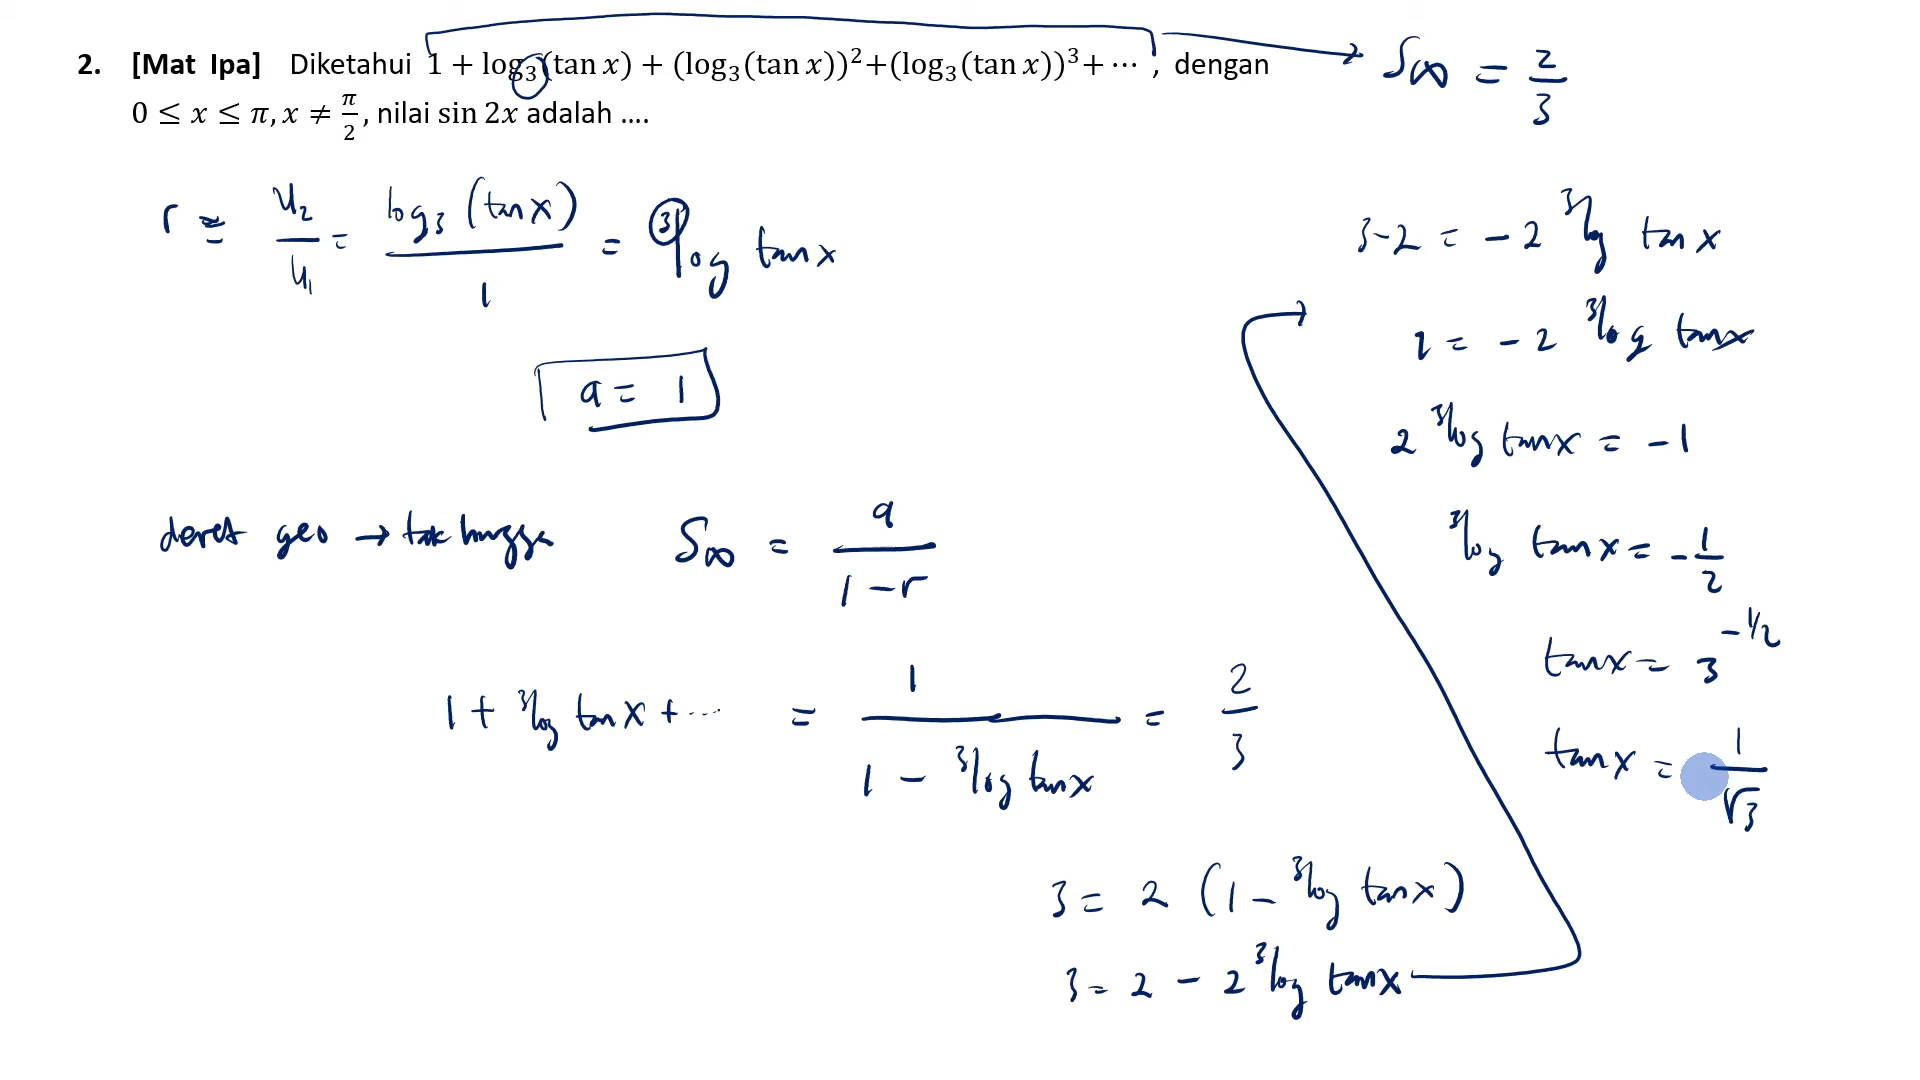 2. [Mat Ipa] Diketahui 1 + log₃(tan x) + (log₃(tan x))²+(log₃(tan x))³+ ⋯ , dengan
0 ≤ x ≤ π, x ≠ π/2, nilai sin 2x adalah ....
S∞ = 2/3
r = U₂/U₁ = log₃ (tan x)/1 = ³log tan x
a = 1
deret geo → tak hingga S∞ = a/(1-r)
1 + ³log tan x + ... = 1/(1 - ³log tan x) = 2/3
3 = 2 (1 - ³log tan x)
3 = 2 - 2 ³log tan x
3-2 = -2 ³log tan x
1 = -2 ³log tan x
2 ³log tan x = -1
³log tan x = -1/2
tan x = 3^(-1/2)
tan x = 1/√3